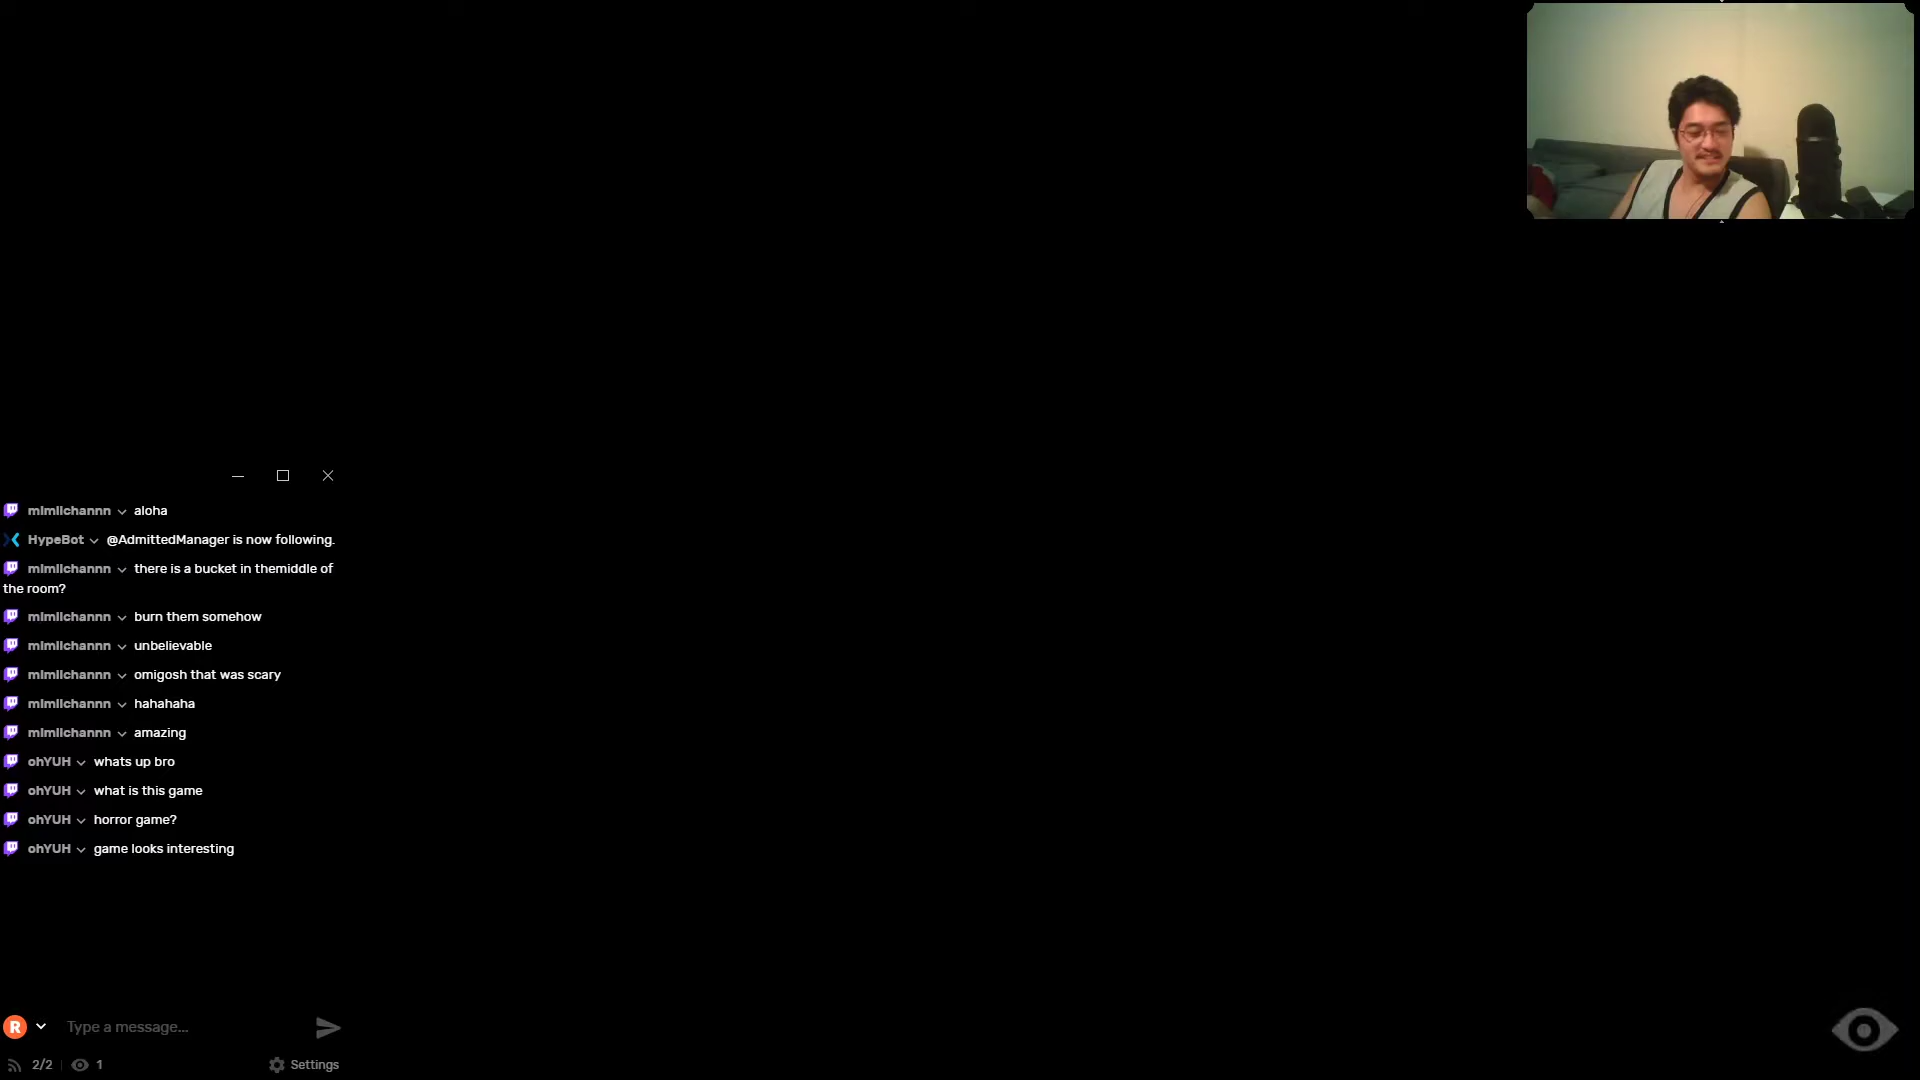 mimiichannn aloha
HypeBot @AdmittedManager is now following.
mimiichannn there is a bucket in themiddle of
the room?
mimiichannn burn them somehow
mimiichannn unbelievable
mimiichannn omigosh that was scary
mimiichannn hahahaha
mimiichannn amazing
ohYUH whats up bro
ohYUH what is this game
ohYUH horror game?
ohYUH game looks interesting
R Type a message...
2/2 1 Settings